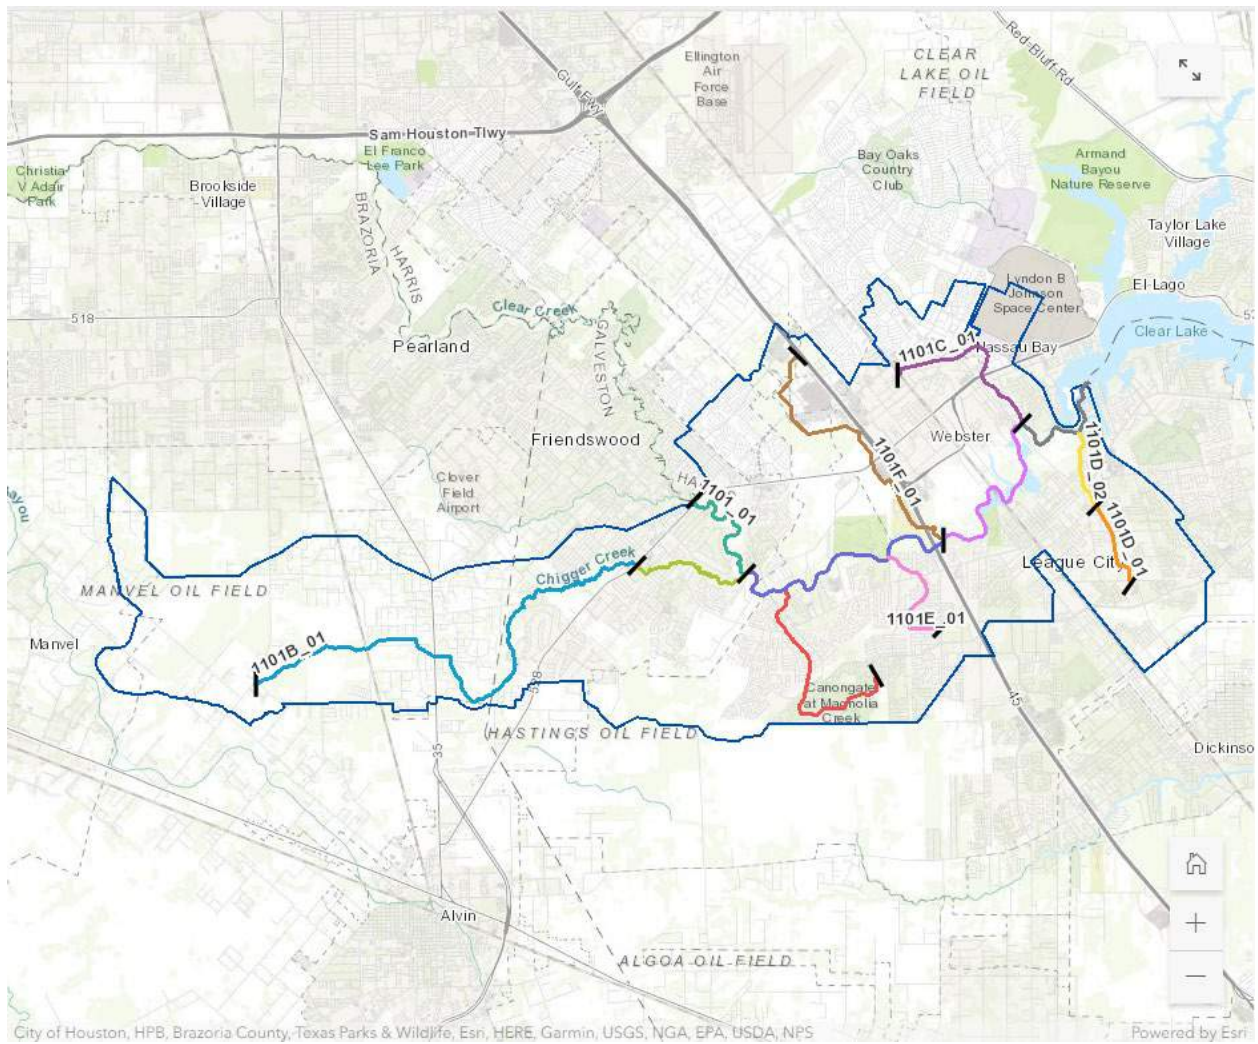 Red-Bluff-Rd
CLEAR
LAKE OIL
FIELD
Ellington
Air
Force
Base
Gulf Fwy
Sam Houston Tlwy
El Franco
Lee Park
Christia
V Adair
Park
Brookside
Village
Bay Oaks
Country
Club
Armand
Bayou
Nature Reserve
BRAZORIA
HARRIS
Taylor Lake
Village
Lyndon B
Johnson
Space Center
El Lago
518
Clear Creek
GALVESTON
Clear Lake
Pearland
1101C_01
Nassau Bay
Friendswood
Webster
1101F_01
1101D_02
Clover
Field
Airport
HA
1101_01
1101D_01
ayou
Chigger Creek
League City
MANVEL OIL FIELD
1101E_01
Manvel
1101B_01
Canongate
at Magnolia
Creek
45
HASTINGS OIL FIELD
35
Dickinso
Alvin
ALGOA OIL FIELD
City of Houston, HPB, Brazoria County, Texas Parks & Wildlife, Esri, HERE, Garmin, USGS, NGA, EPA, USDA, NPS
Powered by Esri